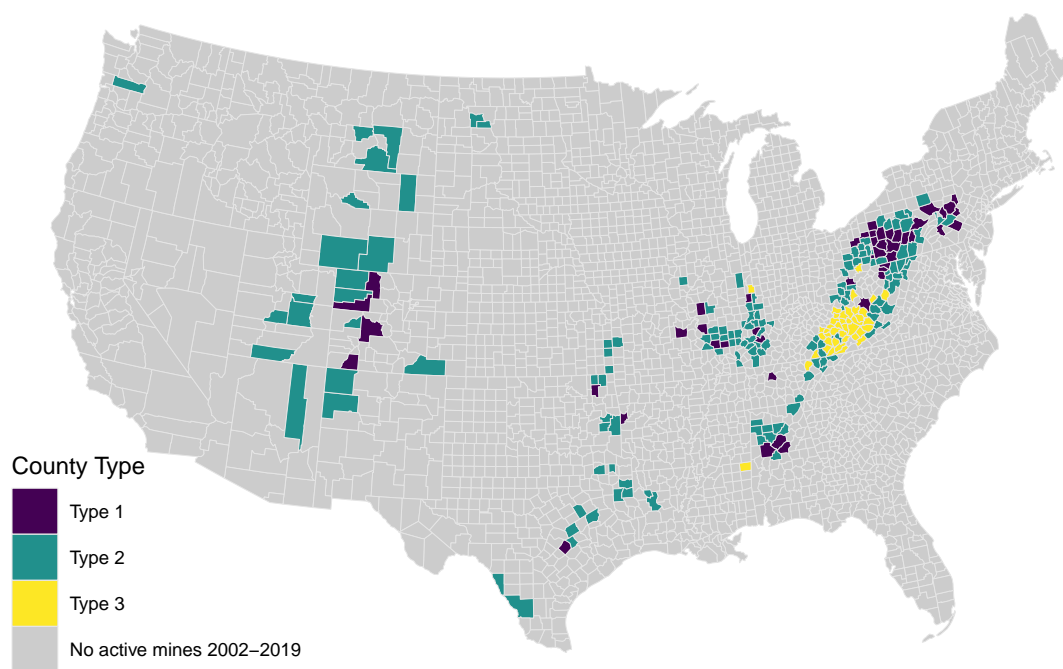 County Type
Type 1
Type 2
Type 3
No active mines 2002−2019